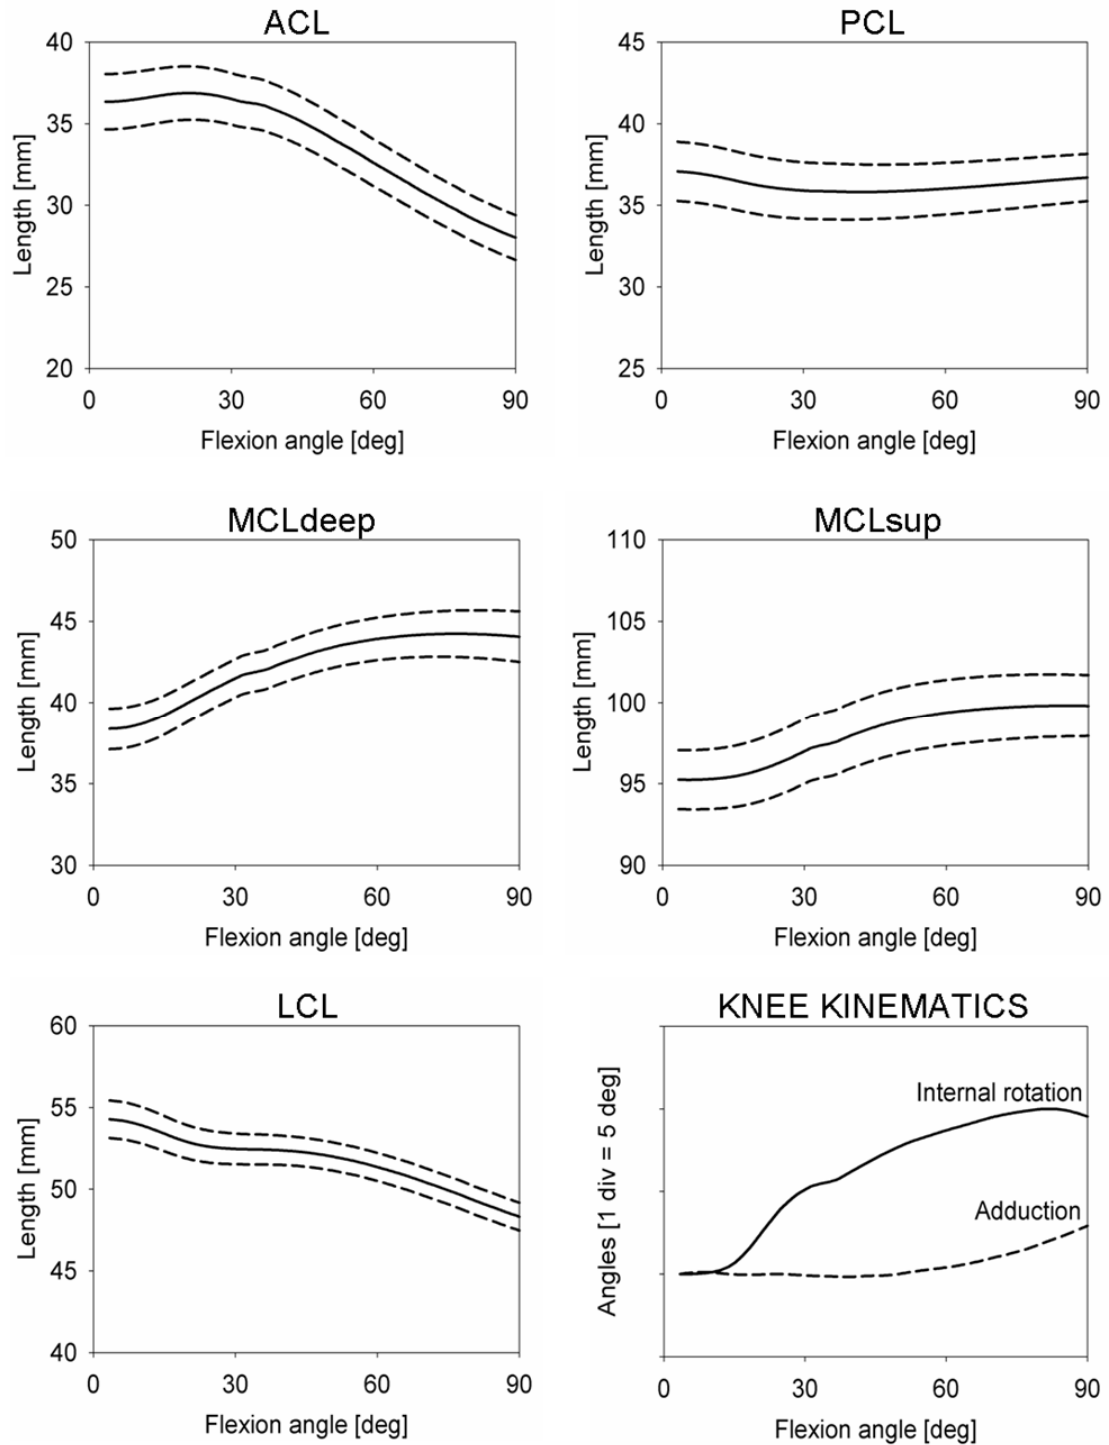 ACL
40
35
30
25
20
Length [mm]
0 30 60 90
Flexion angle [deg]
PCL
45
40
35
30
25
Length [mm]
0 30 60 90
Flexion angle [deg]
MCLdeep
50
45
40
35
30
Length [mm]
0 30 60 90
Flexion angle [deg]
MCLsup
110
105
100
95
90
Length [mm]
0 30 60 90
Flexion angle [deg]
LCL
60
55
50
45
40
Length [mm]
0 30 60 90
Flexion angle [deg]
KNEE KINEMATICS
Angles [1 div = 5 deg]
Internal rotation
Adduction
0 30 60 90
Flexion angle [deg]